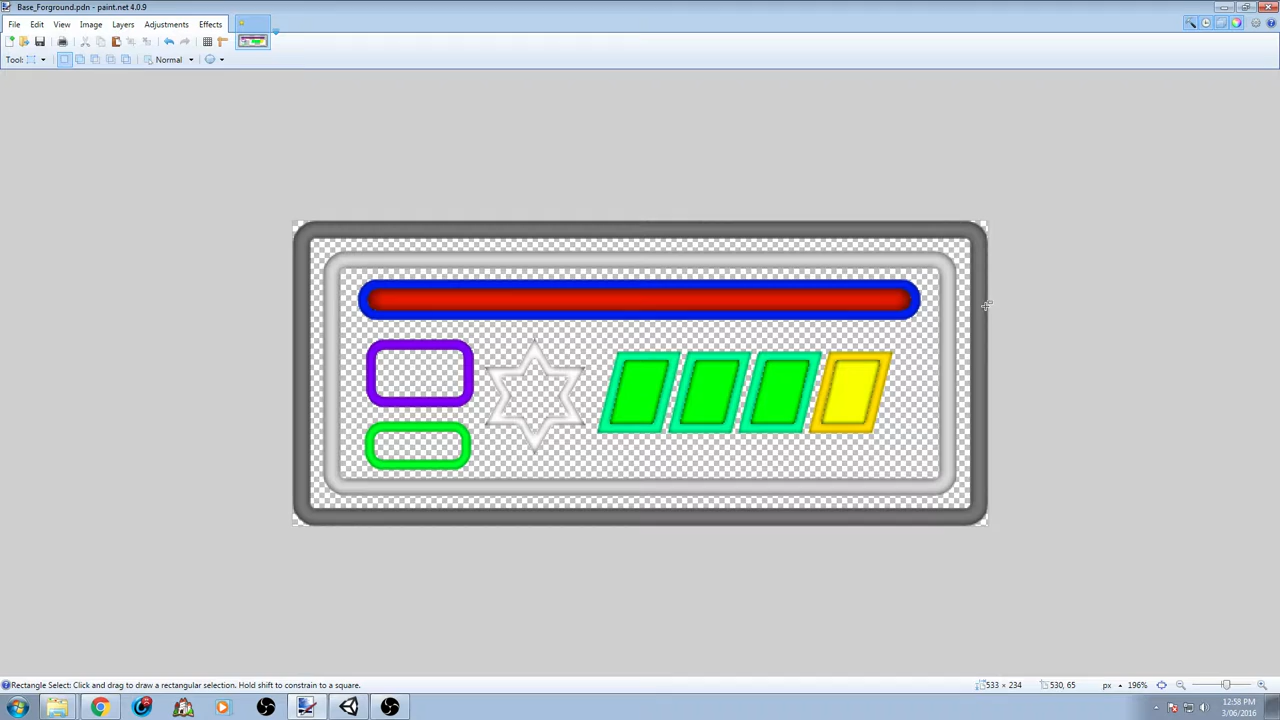 Base_Forground.pdn - paint.net 4.0.9
File Edit View Image Layers Adjustments Effects
Tool: Normal
Rectangle Select: Click and drag to draw a rectangular selection. Hold shift to constrain to a square.
533 × 234 530, 65 px 196%
12:58 PM
3/06/2016